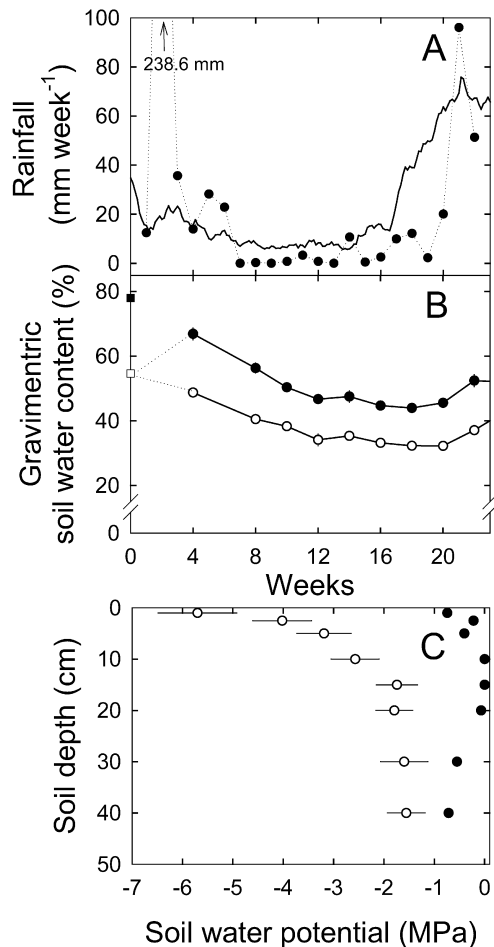 100
80
60
40
20
0
Rainfall
(mm week⁻¹)
238.6 mm
A
80
60
40
20
0
Gravimentric
soil water content (%)
B
0 4 8 12 16 20
Weeks
0
10
20
30
40
50
Soil depth (cm)
C
-7 -6 -5 -4 -3 -2 -1 0
Soil water potential (MPa)